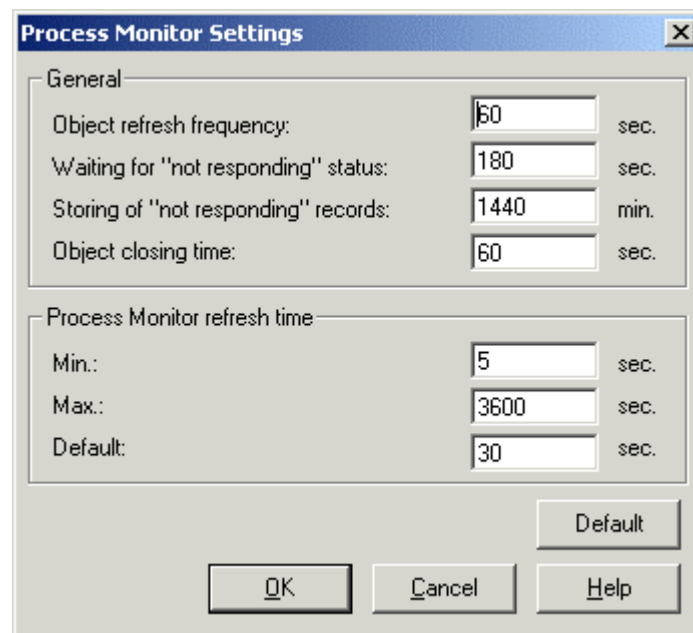 Process Monitor Settings
General
Object refresh frequency: 60 sec.
Waiting for "not responding" status: 180 sec.
Storing of "not responding" records: 1440 min.
Object closing time: 60 sec.
Process Monitor refresh time
Min.: 5 sec.
Max.: 3600 sec.
Default: 30 sec.
Default
OK Cancel Help